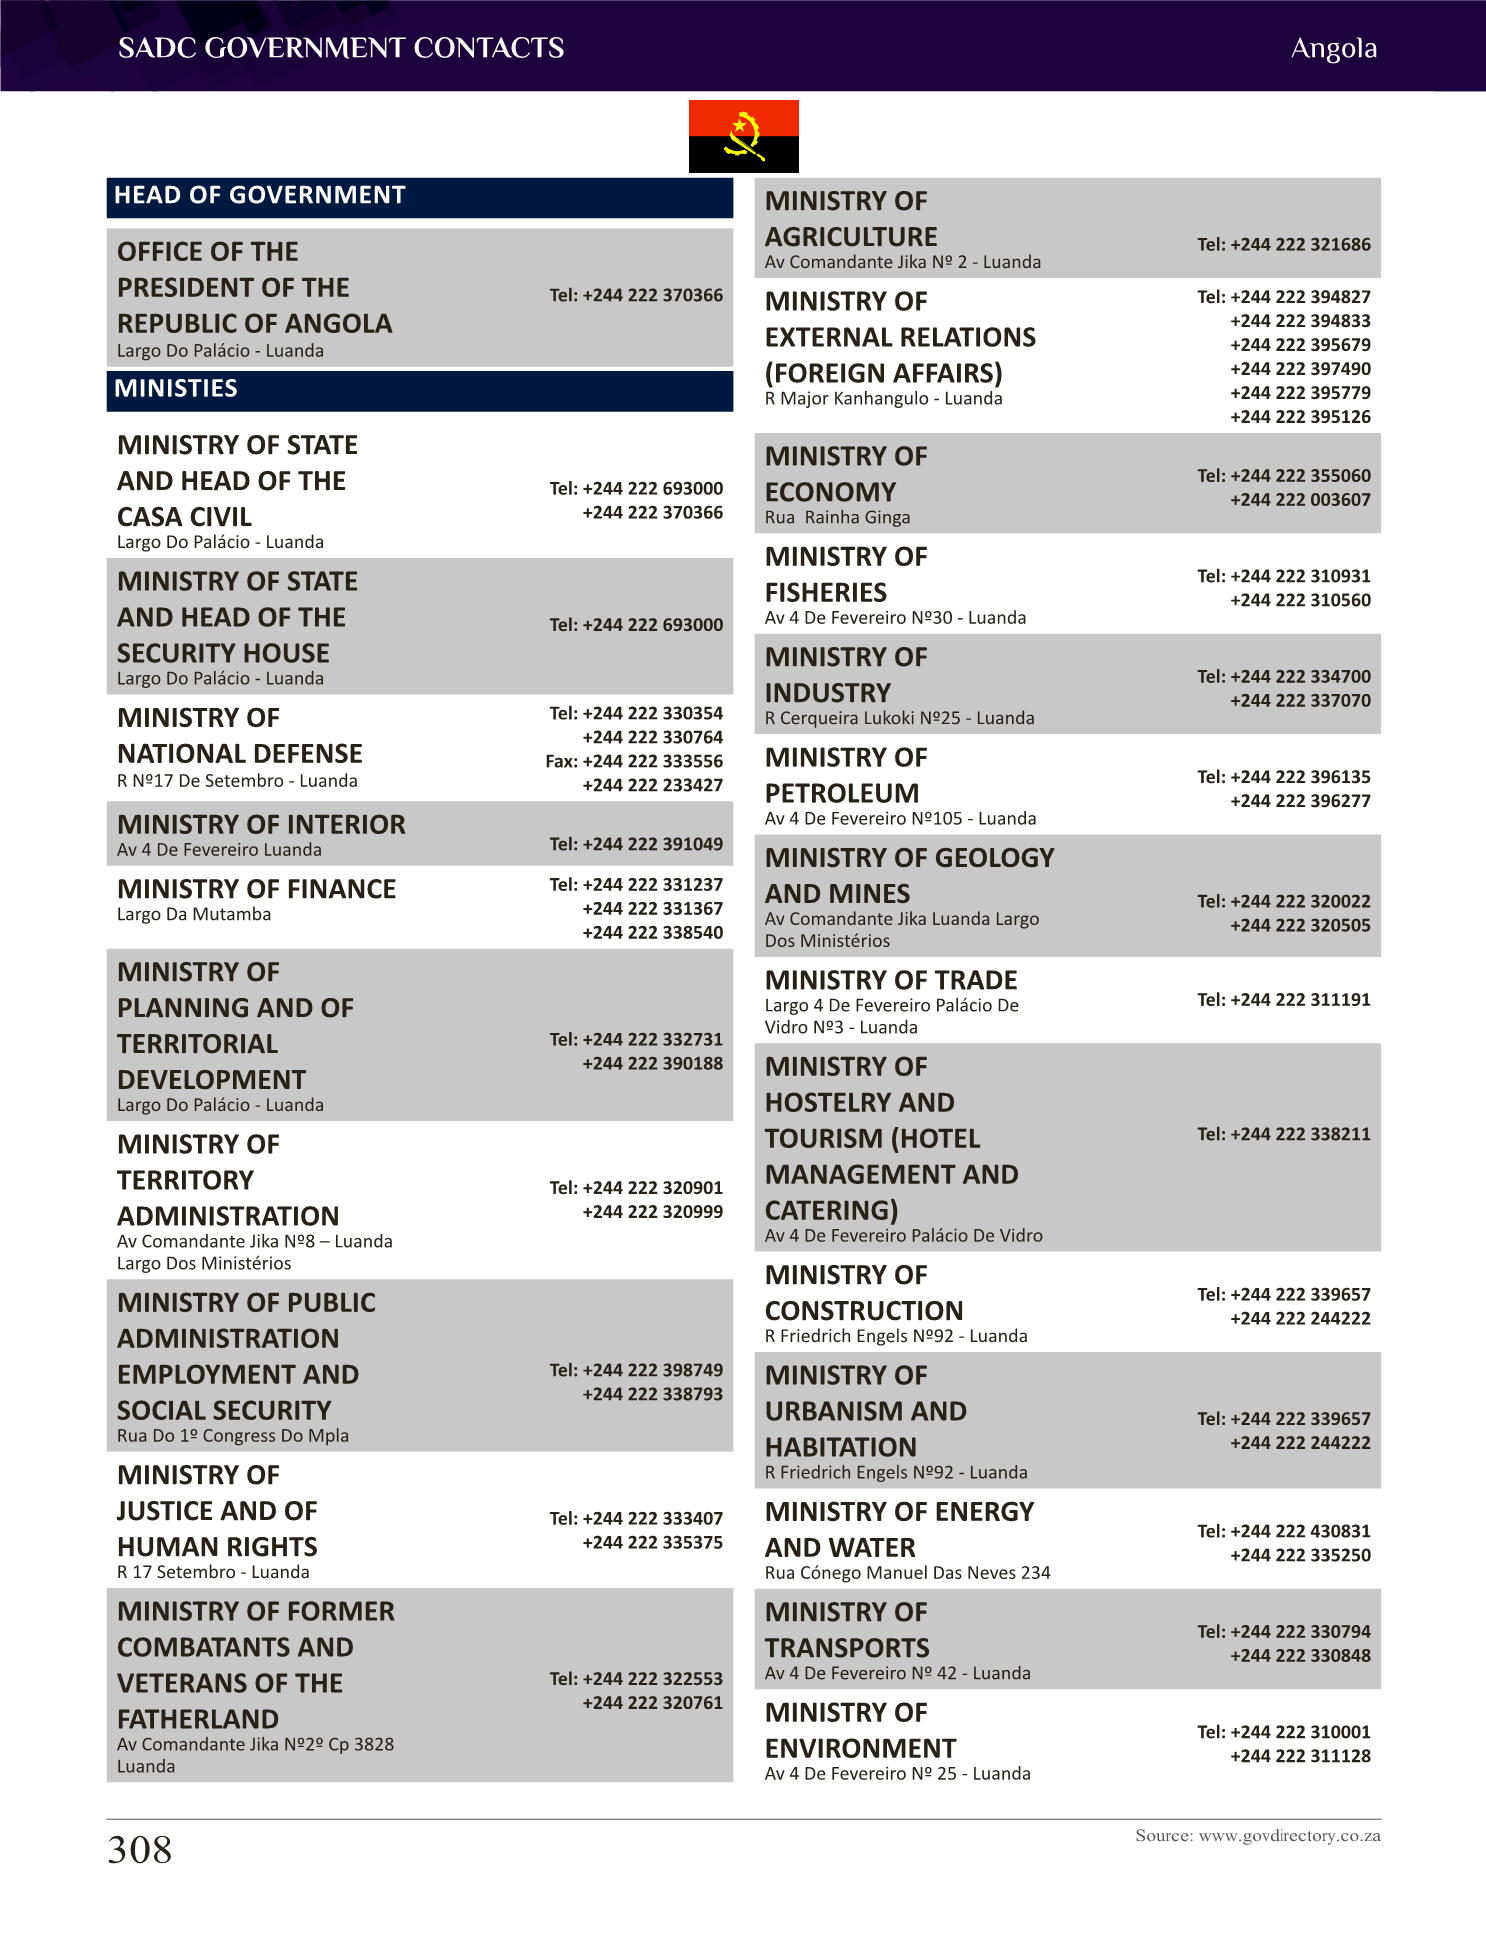 SADC GOVERNMENT CONTACTS
Angola
HEAD OF GOVERNMENT
OFFICE OF THE
PRESIDENT OF THE
REPUBLIC OF ANGOLA
Largo Do Palácio - Luanda
Tel: +244 222 370366
MINISTIES
MINISTRY OF STATE
AND HEAD OF THE
CASA CIVIL
Largo Do Palácio - Luanda
Tel: +244 222 693000
+244 222 370366
MINISTRY OF STATE
AND HEAD OF THE
SECURITY HOUSE
Largo Do Palácio - Luanda
Tel: +244 222 693000
MINISTRY OF
NATIONAL DEFENSE
R Nº17 De Setembro - Luanda
Tel: +244 222 330354
+244 222 330764
Fax: +244 222 333556
+244 222 233427
MINISTRY OF INTERIOR
Av 4 De Fevereiro Luanda
Tel: +244 222 391049
MINISTRY OF FINANCE
Largo Da Mutamba
Tel: +244 222 331237
+244 222 331367
+244 222 338540
MINISTRY OF
PLANNING AND OF
TERRITORIAL
DEVELOPMENT
Largo Do Palácio - Luanda
Tel: +244 222 332731
+244 222 390188
MINISTRY OF
TERRITORY
ADMINISTRATION
Av Comandante Jika Nº8 – Luanda
Largo Dos Ministérios
Tel: +244 222 320901
+244 222 320999
MINISTRY OF PUBLIC
ADMINISTRATION
EMPLOYMENT AND
SOCIAL SECURITY
Rua Do 1º Congress Do Mpla
Tel: +244 222 398749
+244 222 338793
MINISTRY OF
JUSTICE AND OF
HUMAN RIGHTS
R 17 Setembro - Luanda
Tel: +244 222 333407
+244 222 335375
MINISTRY OF FORMER
COMBATANTS AND
VETERANS OF THE
FATHERLAND
Av Comandante Jika Nº2º Cp 3828
Luanda
Tel: +244 222 322553
+244 222 320761
MINISTRY OF
AGRICULTURE
Av Comandante Jika Nº 2 - Luanda
Tel: +244 222 321686
MINISTRY OF
EXTERNAL RELATIONS
(FOREIGN AFFAIRS)
R Major Kanhangulo - Luanda
Tel: +244 222 394827
+244 222 394833
+244 222 395679
+244 222 397490
+244 222 395779
+244 222 395126
MINISTRY OF
ECONOMY
Rua  Rainha Ginga
Tel: +244 222 355060
+244 222 003607
MINISTRY OF
FISHERIES
Av 4 De Fevereiro Nº30 - Luanda
Tel: +244 222 310931
+244 222 310560
MINISTRY OF
INDUSTRY
R Cerqueira Lukoki Nº25 - Luanda
Tel: +244 222 334700
+244 222 337070
MINISTRY OF
PETROLEUM
Av 4 De Fevereiro Nº105 - Luanda
Tel: +244 222 396135
+244 222 396277
MINISTRY OF GEOLOGY
AND MINES
Av Comandante Jika Luanda Largo
Dos Ministérios
Tel: +244 222 320022
+244 222 320505
MINISTRY OF TRADE
Largo 4 De Fevereiro Palácio De
Vidro Nº3 - Luanda
Tel: +244 222 311191
MINISTRY OF
HOSTELRY AND
TOURISM (HOTEL
MANAGEMENT AND
CATERING)
Av 4 De Fevereiro Palácio De Vidro
Tel: +244 222 338211
MINISTRY OF
CONSTRUCTION
R Friedrich Engels Nº92 - Luanda
Tel: +244 222 339657
+244 222 244222
MINISTRY OF
URBANISM AND
HABITATION
R Friedrich Engels Nº92 - Luanda
Tel: +244 222 339657
+244 222 244222
MINISTRY OF ENERGY
AND WATER
Rua Cónego Manuel Das Neves 234
Tel: +244 222 430831
+244 222 335250
MINISTRY OF
TRANSPORTS
Av 4 De Fevereiro Nº 42 - Luanda
Tel: +244 222 330794
+244 222 330848
MINISTRY OF
ENVIRONMENT
Av 4 De Fevereiro Nº 25 - Luanda
Tel: +244 222 310001
+244 222 311128
308
Source: www.govdirectory.co.za